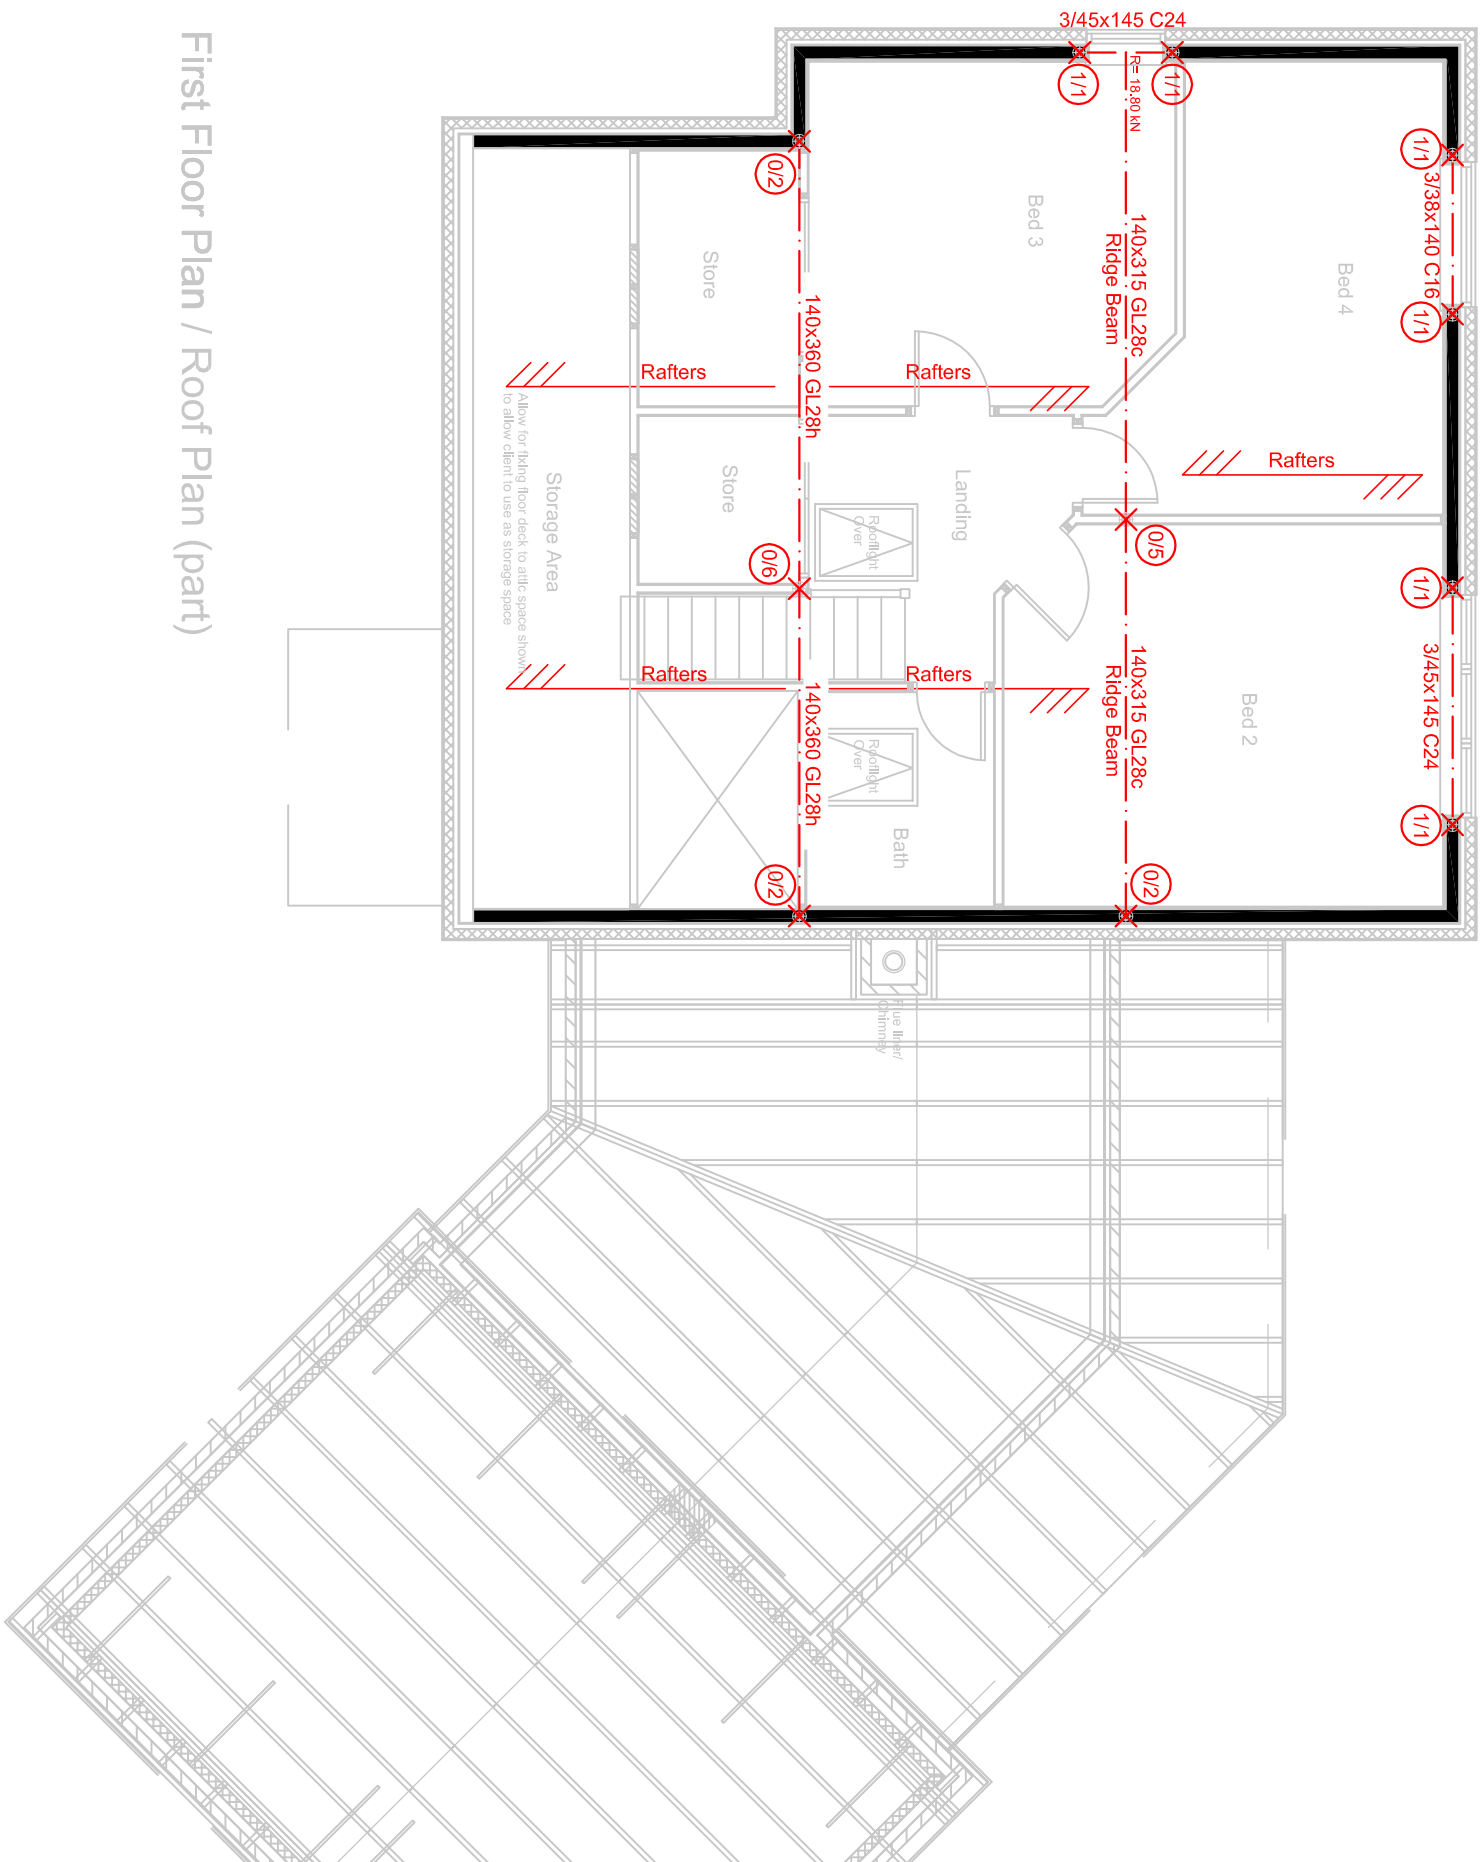 3/45x145 C24
1/1
1/1
R= 18.80 kN
1/1
3/38x140 C16
1/1
Bed 4
Bed 3
140x315 GL28c
Ridge Beam
0/2
Store
140x360 GL28h
Rafters
Rafters
Rafters
Allow for fixing floor deck to attic space shown
to allow client to use as storage space
Storage Area
Store
Landing
Rooflight
Over
0/5
0/6
1/1
3/45x145 C24
1/1
Rafters
Rafters
140x315 GL28c
Ridge Beam
Bed 2
140x360 GL28h
Rooflight
Over
Bath
0/2
0/2
Flue liner/
Chimney
First Floor Plan / Roof Plan (part)